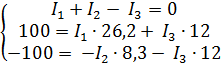 I₁ + I₂ − I₃ = 0
100 = I₁ · 26,2 + I₃ · 12
−100 = −I₂ · 8,3 − I₃ · 12